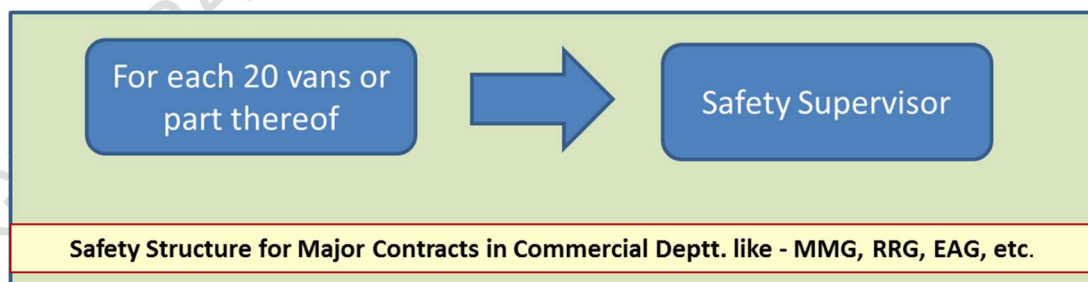 For each 20 vans or
part thereof
Safety Supervisor
Safety Structure for Major Contracts in Commercial Deptt. like - MMG, RRG, EAG, etc.